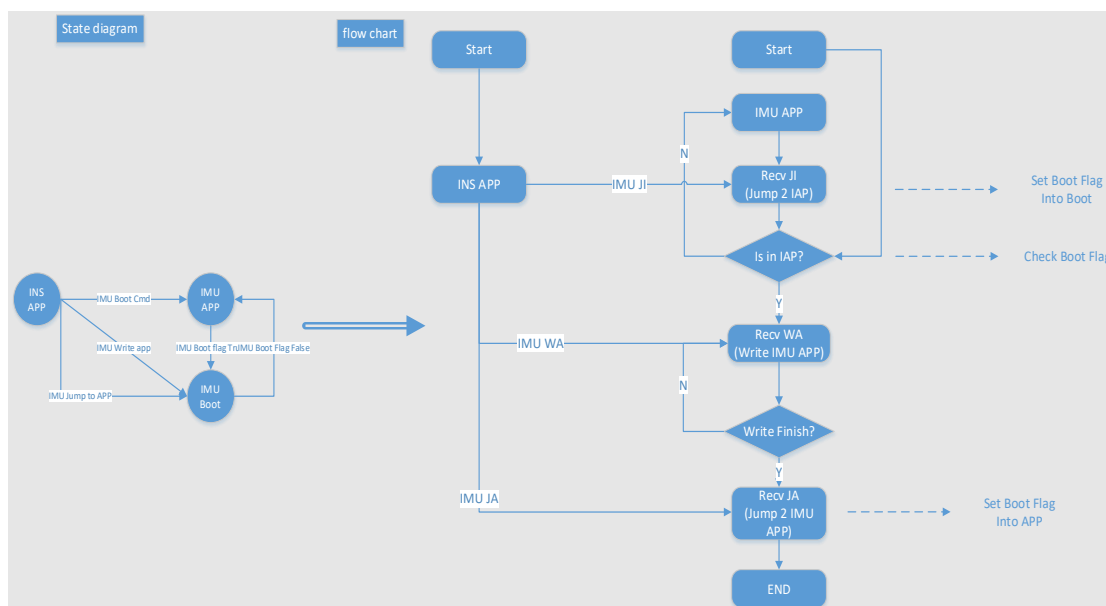 State diagram
flow chart
Start
Start
IMU APP
N
INS APP
IMU JI
Recv JI
(Jump 2 IAP)
Set Boot Flag
Into Boot
Is in IAP?
Check Boot Flag
INS
APP
IMU Boot Cmd
IMU
APP
Y
IMU Write app
IMU Boot flag Tr
IMU Boot Flag False
IMU WA
Recv WA
(Write IMU APP)
IMU Jump to APP
IMU
Boot
N
Write Finish?
Y
IMU JA
Recv JA
(Jump 2 IMU
APP)
Set Boot Flag
Into APP
END